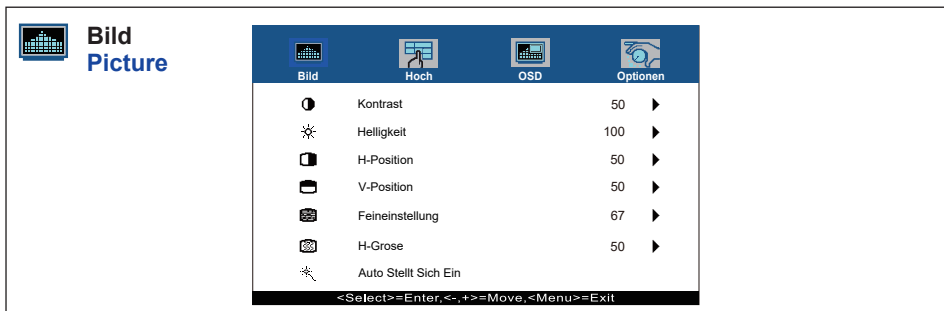 Bild
Picture
Bild Hoch OSD Optionen
Kontrast 50
Helligkeit 100
H-Position 50
V-Position 50
Feineinstellung 67
H-Grose 50
Auto Stellt Sich Ein
<Select>=Enter,<-,+>=Move,<Menu>=Exit